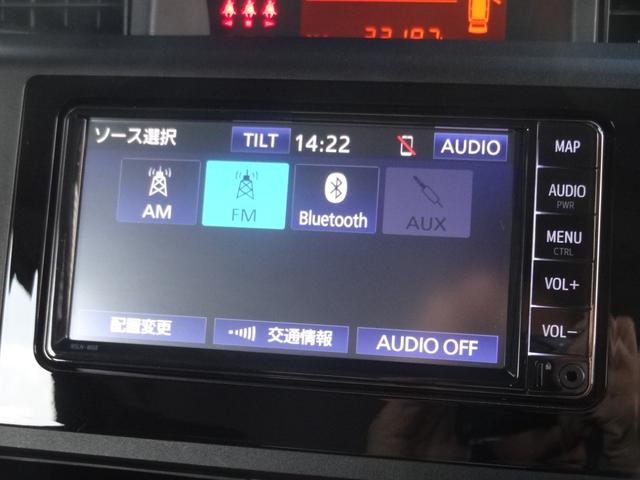 ソース選択
TILT
14:22
AUDIO
AM
FM
Bluetooth
AUX
配置変更
交通情報
AUDIO OFF
MAP
AUDIO
PWR
MENU
CTRL
VOL+
VOL−